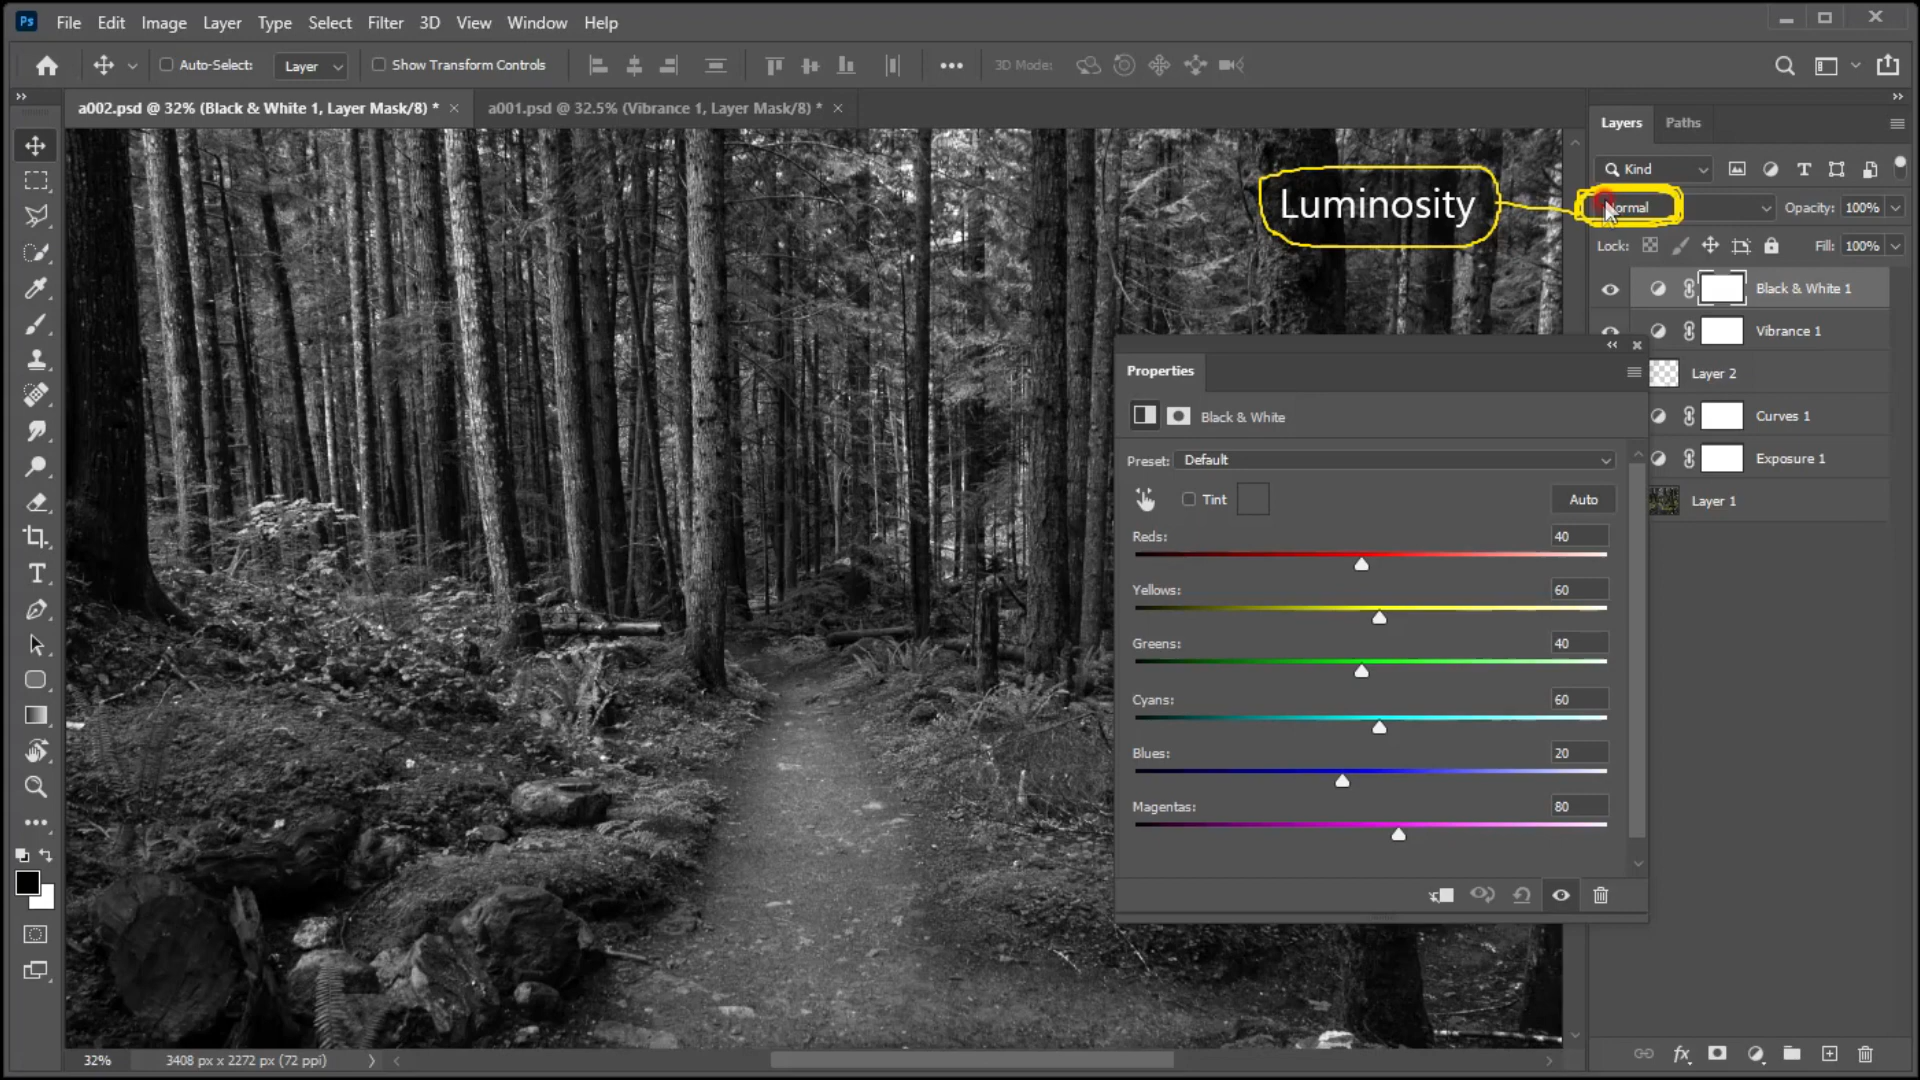 Ps File Edit Image Layer Type Select Filter 3D View Window Help
Auto-Select: Layer Show Transform Controls 3D Mode:
a002.psd @ 32% (Black & White 1, Layer Mask/8) * a001.psd @ 32.5% (Vibrance 1, Layer Mask/8) *
Luminosity
Layers Paths
Kind
Opacity: 100%
Lock: Fill: 100%
Black & White 1
Vibrance 1
Layer 2
Curves 1
Exposure 1
Layer 1
Properties
Black & White
Preset: Default
Tint Auto
Reds: 40
Yellows: 60
Greens: 40
Cyans: 60
Blues: 20
Magentas: 80
32% 3408 px x 2272 px (72 ppi)
fx